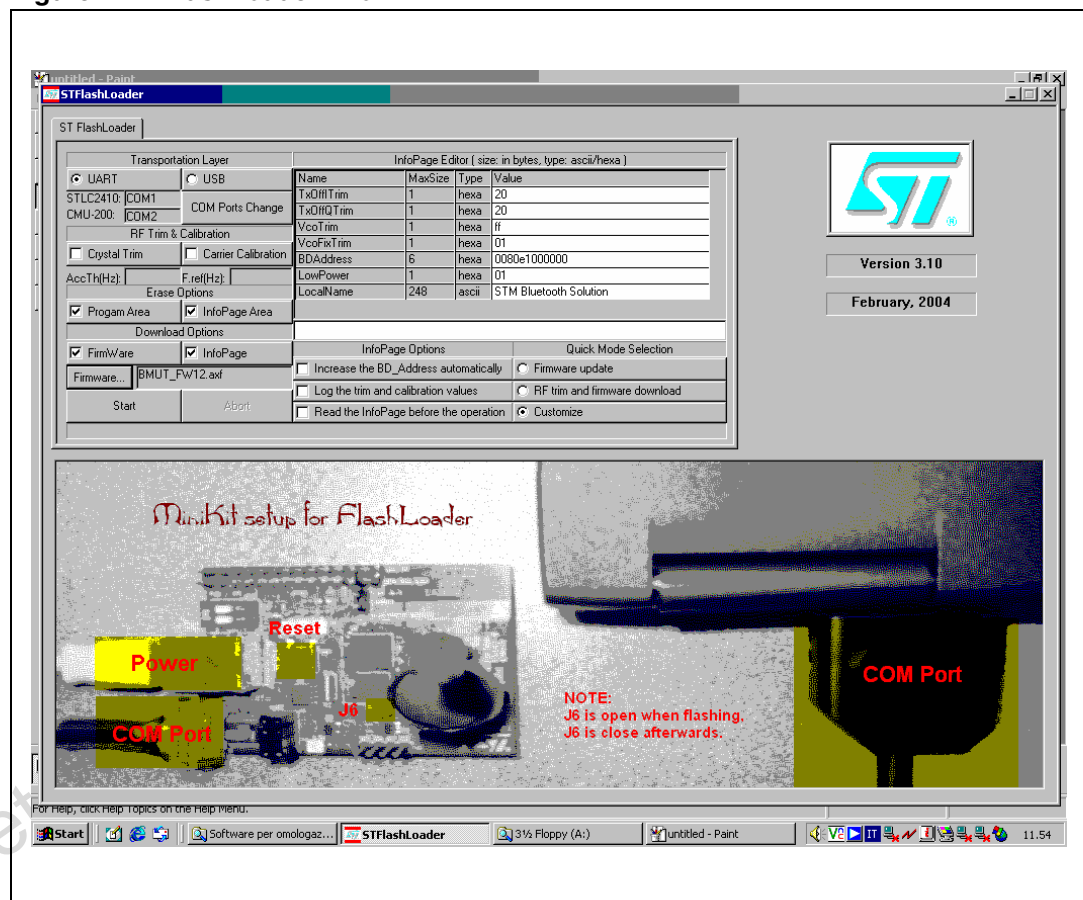 untitled - Paint
STFlashLoader
ST FlashLoader
Transportation Layer
UART
USB
STLC2410: COM1
CMU-200: COM2
COM Ports Change
RF Trim & Calibration
Crystal Trim
Carrier Calibration
AccTh(Hz):
F.ref(Hz):
Erase Options
Progam Area
InfoPage Area
Download Options
FirmWare
InfoPage
Firmware...
BMUT_FW12.axf
Start
Abort
InfoPage Editor ( size: in bytes, type: ascii/hexa )
Name MaxSize Type Value
TxOffITrim 1 hexa 20
TxOffQTrim 1 hexa 20
VcoTrim 1 hexa ff
VcoFixTrim 1 hexa 01
BDAddress 6 hexa 0080e1000000
LowPower 1 hexa 01
LocalName 248 ascii STM Bluetooth Solution
InfoPage Options
Increase the BD_Address automatically
Log the trim and calibration values
Read the InfoPage before the operation
Quick Mode Selection
Firmware update
RF trim and firmware download
Customize
ST
Version 3.10
February, 2004
MiniKit setup for FlashLoader
Reset
Power
J6
COM Port
NOTE:
J6 is open when flashing,
J6 is close afterwards.
COM Port
For Help, click Help Topics on the Help Menu.
Start
Software per omologaz...
STFlashLoader
3½ Floppy (A:)
untitled - Paint
IT
11.54